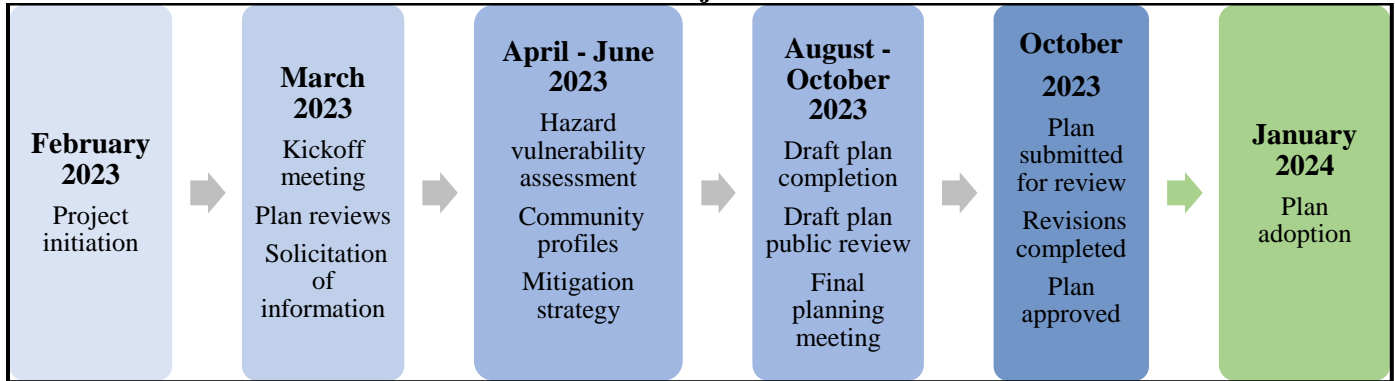 February
2023
Project
initiation
March
2023
Kickoff
meeting
Plan reviews
Solicitation
of
information
April - June
2023
Hazard
vulnerability
assessment
Community
profiles
Mitigation
strategy
August -
October
2023
Draft plan
completion
Draft plan
public review
Final
planning
meeting
October
2023
Plan
submitted
for review
Revisions
completed
Plan
approved
January
2024
Plan
adoption